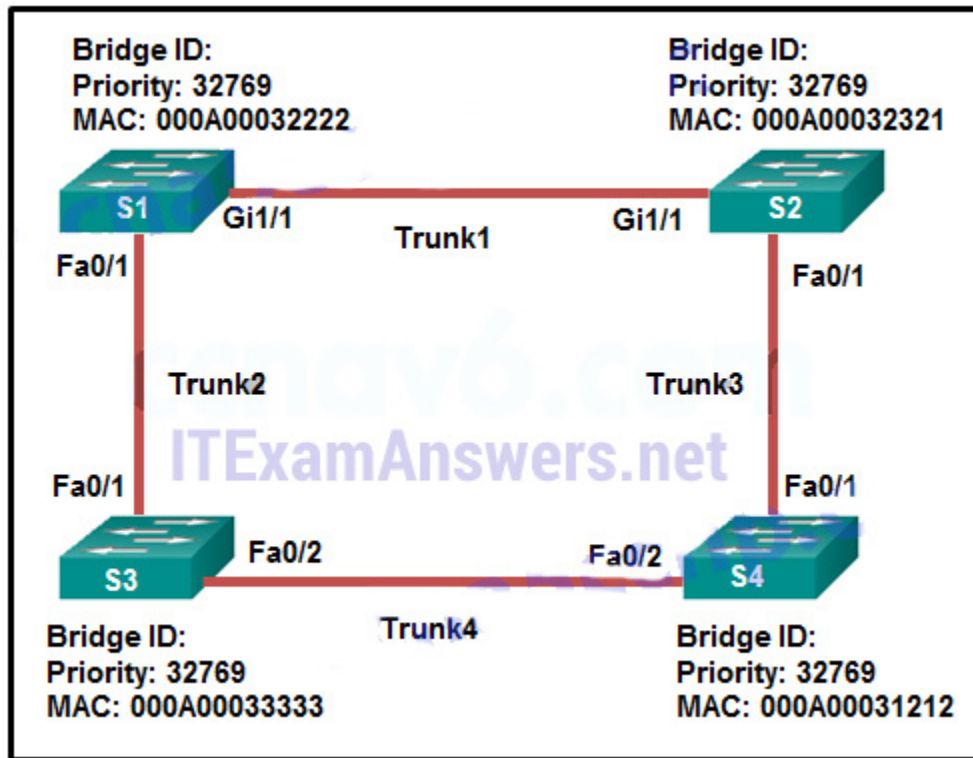 Bridge ID:
Priority: 32769
MAC: 000A00032222
Bridge ID:
Priority: 32769
MAC: 000A00032321
S1
Gi1/1
Trunk1
Gi1/1
S2
Fa0/1
Fa0/1
ccnav6.com
Trunk2
Trunk3
ITExamAnswers.net
Fa0/1
Fa0/1
S3
Fa0/2
Trunk4
Fa0/2
S4
Bridge ID:
Priority: 32769
MAC: 000A00033333
Bridge ID:
Priority: 32769
MAC: 000A00031212